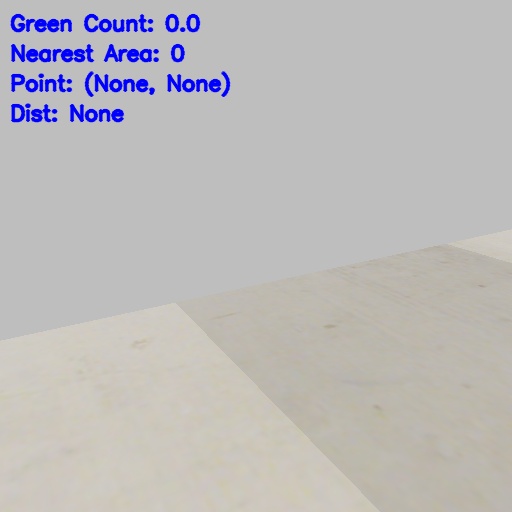 Green Count: 0.0
Nearest Area: 0
Point: (None, None)
Dist: None